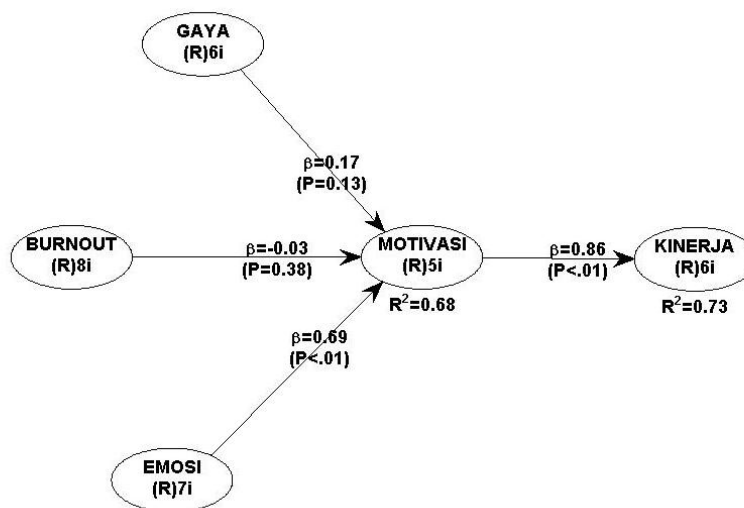 GAYA
(R)6i
β=0.17
(P=0.13)
BURNOUT
(R)8i
β=-0.03
(P=0.38)
MOTIVASI
(R)5i
R²=0.68
β=0.86
(P<.01)
KINERJA
(R)6i
R²=0.73
β=0.69
(P<.01)
EMOSI
(R)7i